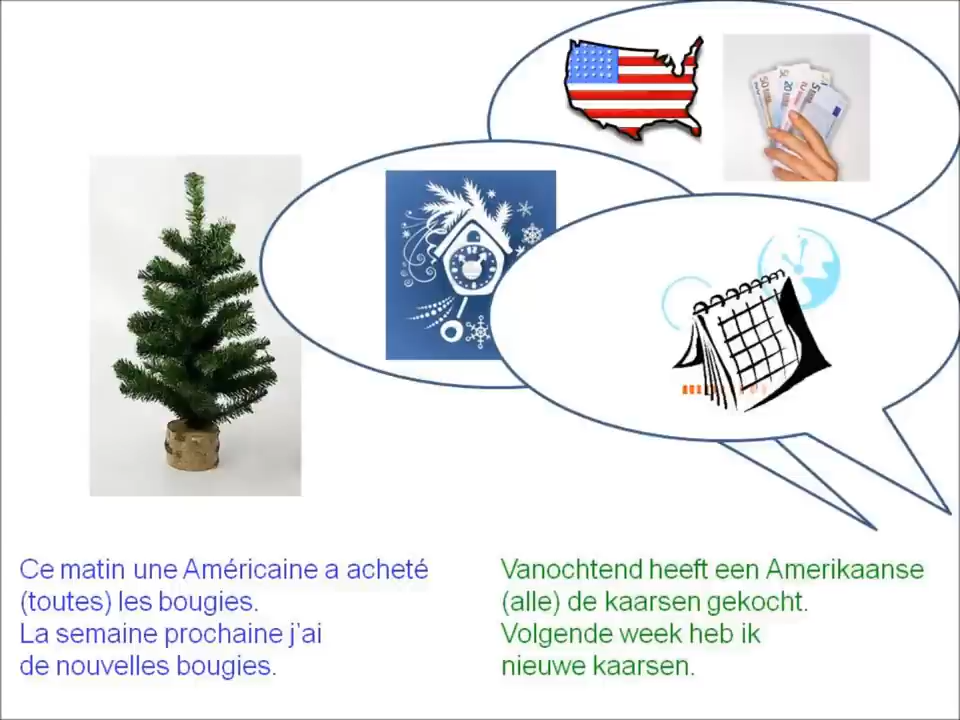 Ce matin une Américaine a acheté
(toutes) les bougies.
La semaine prochaine j'ai
de nouvelles bougies.
Vanochtend heeft een Amerikaanse
(alle) de kaarsen gekocht.
Volgende week heb ik
nieuwe kaarsen.